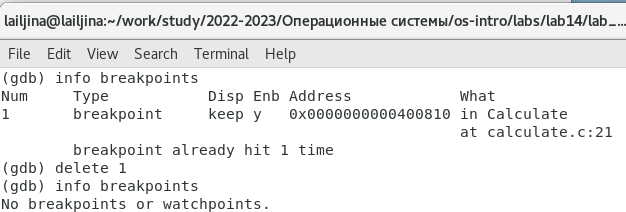 lailjina@lailjina:~/work/study/2022-2023/Операционные системы/os-intro/labs/lab14/lab_...
File Edit View Search Terminal Help
(gdb) info breakpoints
Num     Type           Disp Enb Address            What
1       breakpoint     keep y   0x0000000000400810 in Calculate
                                                   at calculate.c:21
        breakpoint already hit 1 time
(gdb) delete 1
(gdb) info breakpoints
No breakpoints or watchpoints.